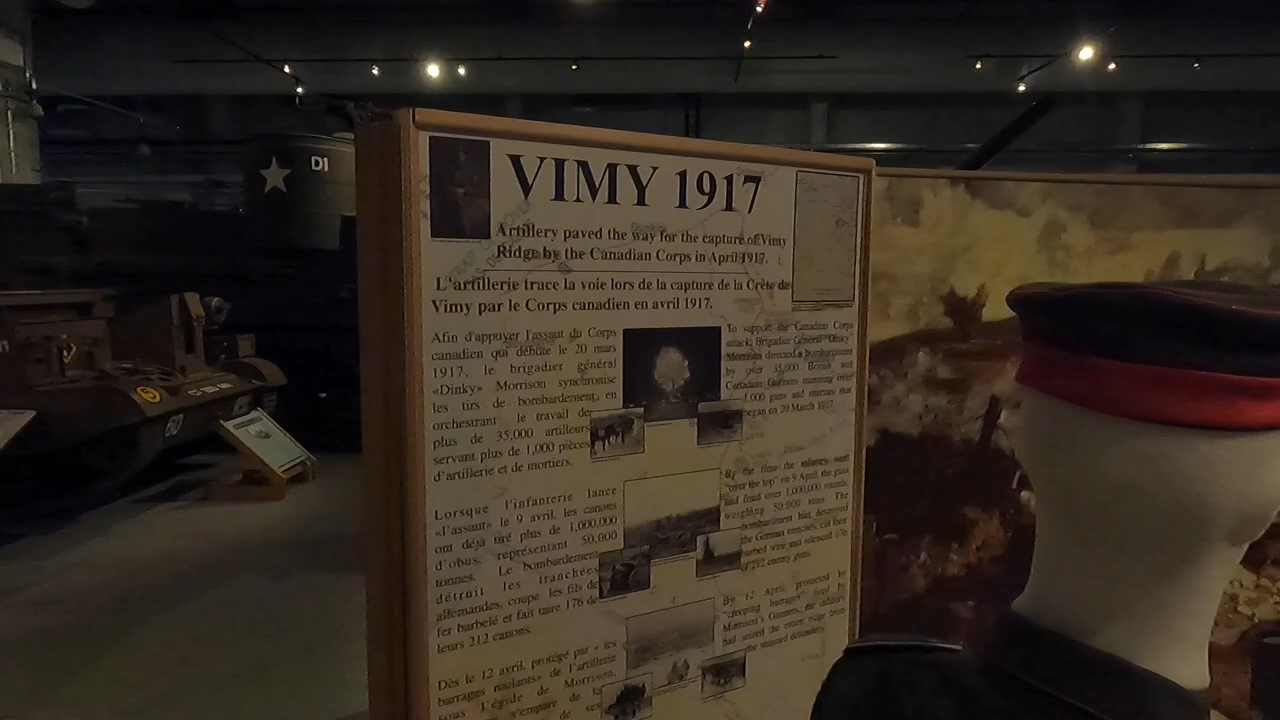 D1
VIMY 1917
Artillery paved the way for the capture of Vimy
Ridge by the Canadian Corps in April 1917.
L'artillerie trace la voie lors de la capture de la Crête de
Vimy par le Corps canadien en avril 1917.
Afin d'appuyer l'assaut du Corps
canadien qui débute le 20 mars
1917, le brigadier général
«Dinky» Morrison synchronise
les tirs de bombardement, en
orchestrant le travail de
plus de 35,000 artilleurs
servant plus de 1,000 pièces
d'artillerie et de mortiers.
Lorsque l'infanterie lance
«l'assaut» le 9 avril, les canons
ont déjà tiré plus de 1,000,000
d'obus, représentant 50,000
tonnes. Le bombardement
détruit les tranchées
allemandes, coupe les fils de
fer barbelé et fait taire 176 de
leurs 212 canons.
Dès le 12 avril, protégé par « les
barrages roulants» de l'artillerie
sous l'égide de Morrison,
s'empare de la
de ses
To support the Canadian Corps
attack, Brigadier General "Dinky"
Morrison directed a bombardment
by over 35,000 British and
Canadian Gunners manning over
1,000 guns and mortars that
began on 20 March 1917.
By the time the infantry went
"over the top" on 9 April, the guns
had fired over 1,000,000 rounds,
weighing 50,000 tons. The
bombardment had destroyed
the German trenches, cut their
barbed wire and silenced 176
of 212 enemy guns.
By 12 April, protected by
"creeping barrages" fired by
Morrison's Gunners, the infantry
had seized the entire ridge from
the stunned defenders.